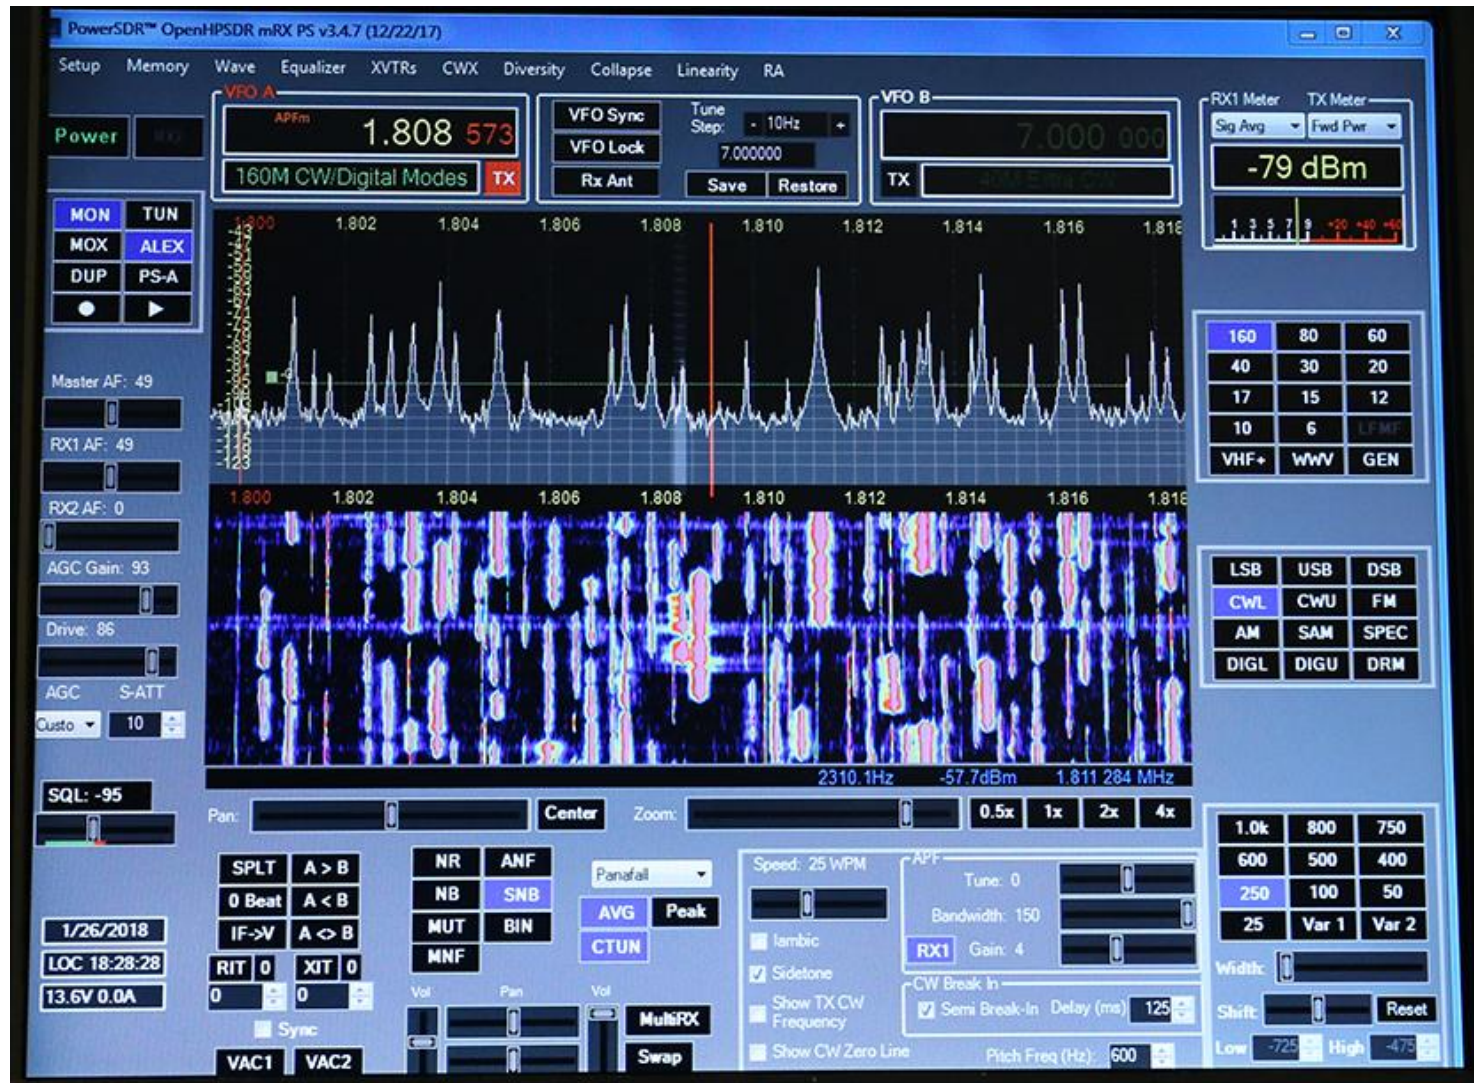 PowerSDR™ OpenHPSDR mRX PS v3.4.7 (12/22/17)
Setup Memory Wave Equalizer XVTRs CWX Diversity Collapse Linearity RA
VFO A
APFm
1.808 573
160M CW/Digital Modes TX
Power
VFO Sync
VFO Lock
Rx Ant
Tune
Step: - 10Hz +
7.000000
Save Restore
VFO B
7.000 000
TX
RX1 Meter TX Meter
Sig Avg Fwd Pwr
-79 dBm
1 3 5 7 9 +20 +40 +60
MON TUN
MOX ALEX
DUP PS-A
1.800 1.802 1.804 1.806 1.808 1.810 1.812 1.814 1.816 1.818
-123
1.800 1.802 1.804 1.806 1.808 1.810 1.812 1.814 1.816 1.818
2310.1Hz -57.7dBm 1.811 284 MHz
Master AF: 49
RX1 AF: 49
RX2 AF: 0
AGC Gain: 93
Drive: 86
AGC S-ATT
Custo 10
SQL: -95
160 80 60
40 30 20
17 15 12
10 6 LFMF
VHF+ WWV GEN
LSB USB DSB
CWL CWU FM
AM SAM SPEC
DIGL DIGU DRM
Pan: Center Zoom: 0.5x 1x 2x 4x
1/26/2018
LOC 18:28:28
13.6V 0.0A
SPLT A > B
0 Beat A < B
IF->V A <> B
RIT 0 XIT 0
0 0
Sync
VAC1 VAC2
NR ANF
NB SNB
MUT BIN
MNF
Panafall
AVG Peak
CTUN
Vol Pan Vol
MultiRX
Swap
Speed: 25 WPM
Iambic
Sidetone
Show TX CW
Frequency
Show CW Zero Line
APF
Tune: 0
Bandwidth: 150
RX1 Gain: 4
CW Break In
Semi Break-In Delay (ms) 125
Pitch Freq (Hz): 600
1.0k 800 750
600 500 400
250 100 50
25 Var 1 Var 2
Width:
Shift: Reset
Low -725 High -475